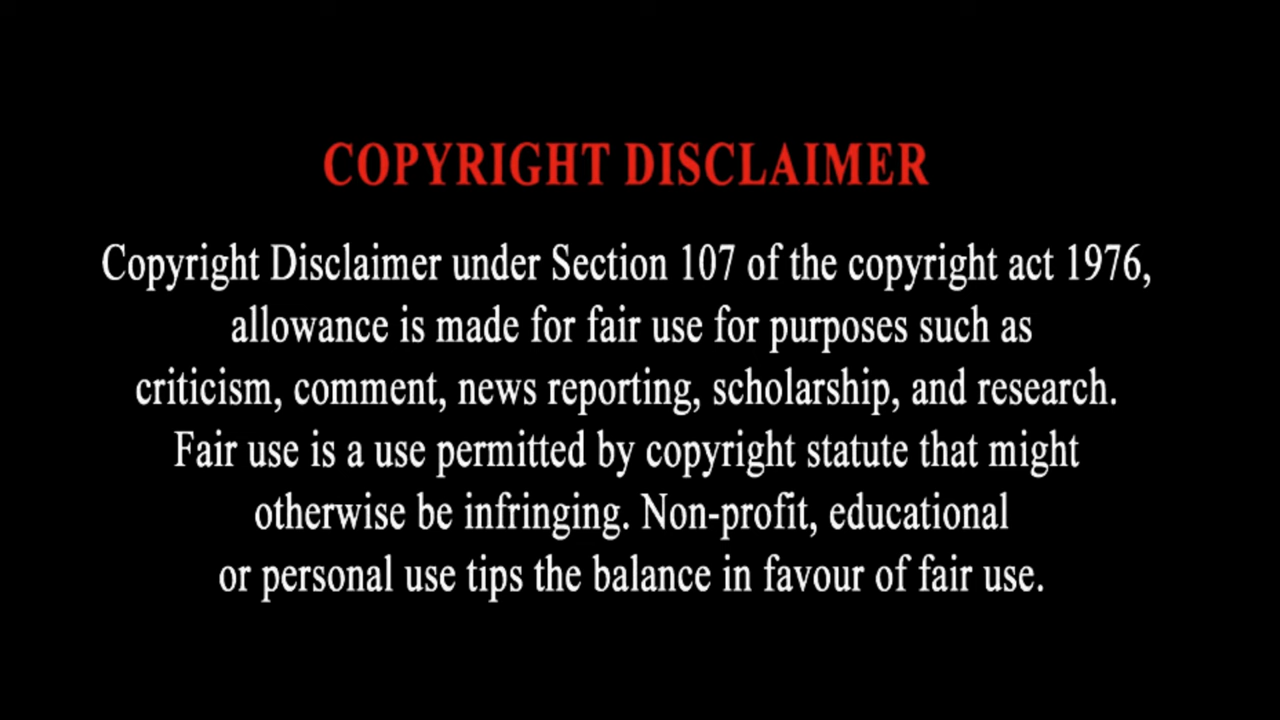 COPYRIGHT DISCLAIMER
Copyright Disclaimer under Section 107 of the copyright act 1976,
allowance is made for fair use for purposes such as
criticism, comment, news reporting, scholarship, and research.
Fair use is a use permitted by copyright statute that might
otherwise be infringing. Non-profit, educational
or personal use tips the balance in favour of fair use.